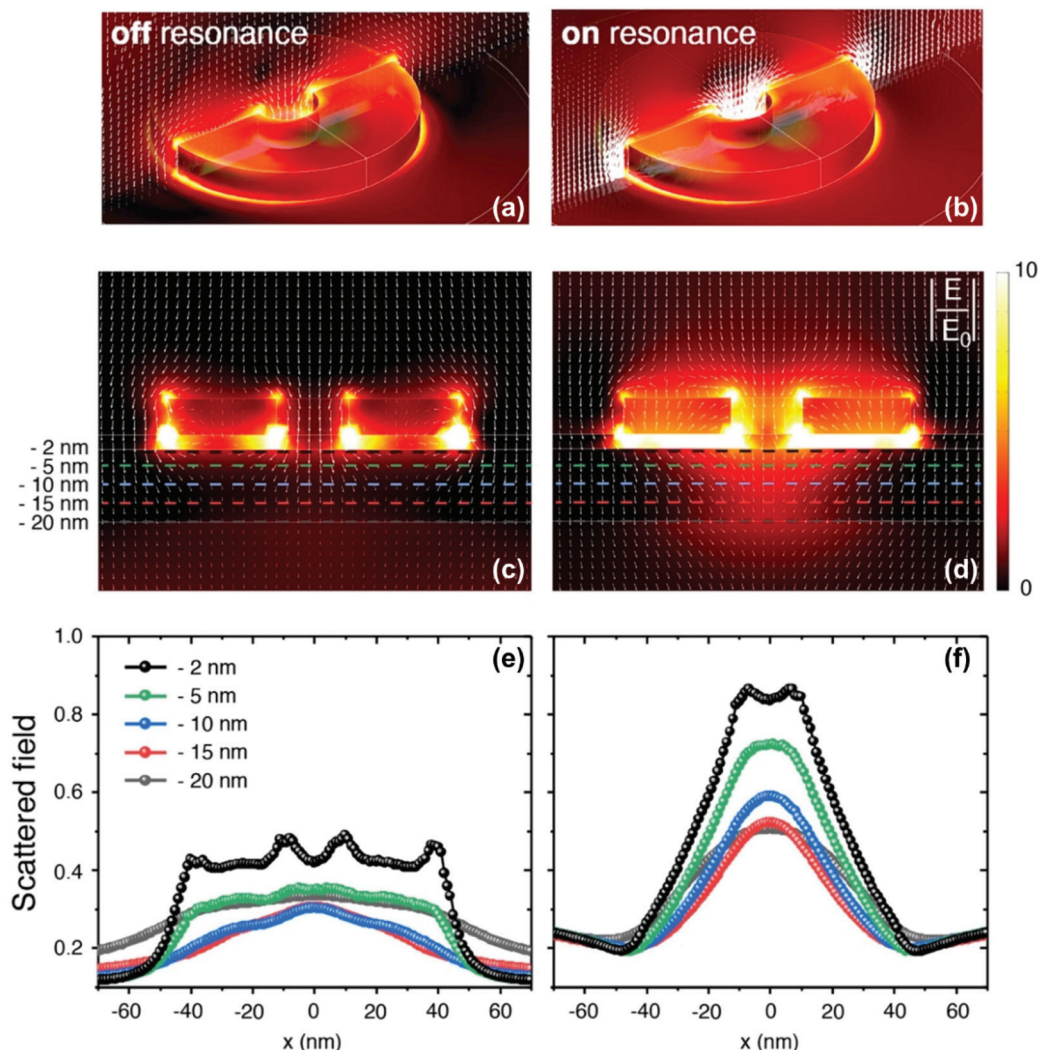 off resonance
(a)
on resonance
(b)
- 2 nm
- 5 nm
- 10 nm
- 15 nm
- 20 nm
(c)
(d)
|E/E0|
10
0
Scattered field
1.0
0.8
0.6
0.4
0.2
- 2 nm
- 5 nm
- 10 nm
- 15 nm
- 20 nm
(e)
(f)
-60 -40 -20 0 20 40 60
x (nm)
-60 -40 -20 0 20 40 60
x (nm)